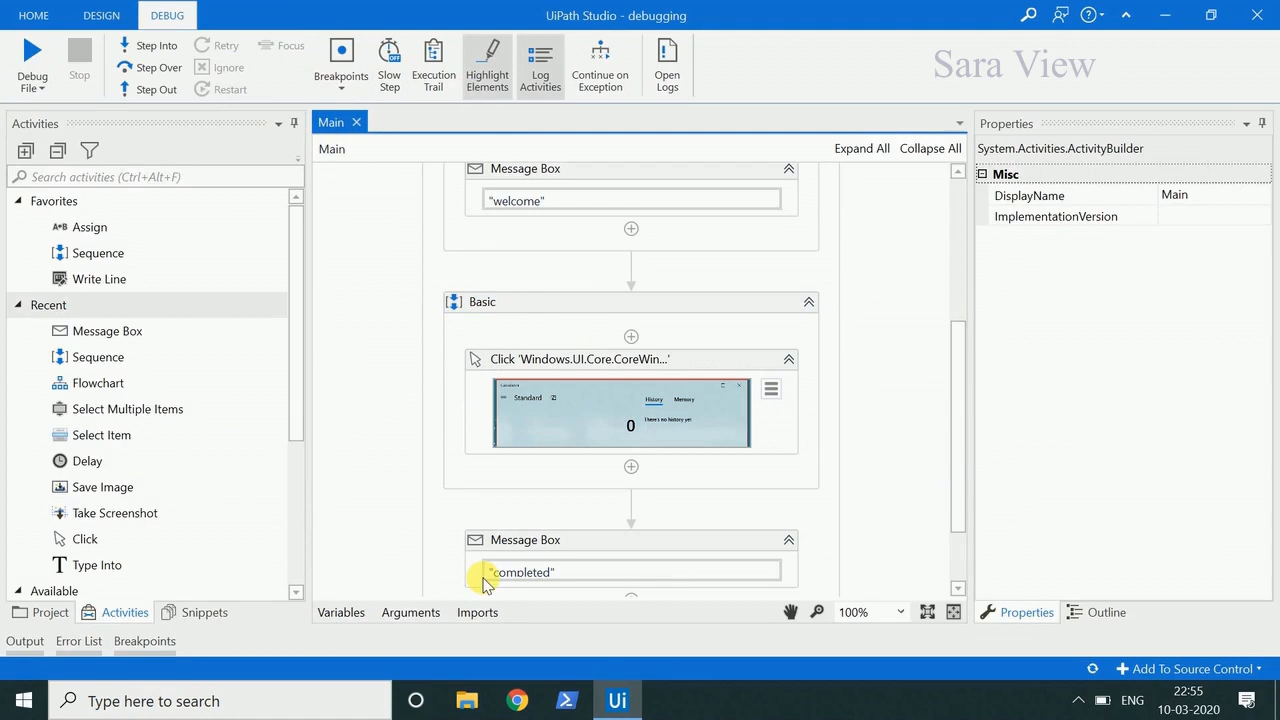 HOME DESIGN DEBUG UiPath Studio - debugging
Debug File Stop Step Into Step Over Step Out Retry Ignore Restart Focus Breakpoints Slow Step Execution Trail Highlight Elements Log Activities Continue on Exception Open Logs
Sara View
Activities
Search activities (Ctrl+Alt+F)
Favorites
Assign
Sequence
Write Line
Recent
Message Box
Sequence
Flowchart
Select Multiple Items
Select Item
Delay
Save Image
Take Screenshot
Click
Type Into
Available
Project Activities Snippets
Main
Main Expand All Collapse All
Message Box
"welcome"
Basic
Click 'Windows.UI.Core.CoreWin...'
Standard
History Memory
There's no history yet
0
Message Box
"completed"
Variables Arguments Imports 100%
Properties
System.Activities.ActivityBuilder
Misc
DisplayName Main
ImplementationVersion
Properties Outline
Output Error List Breakpoints
Add To Source Control
Type here to search
Ui
ENG
22:55
10-03-2020